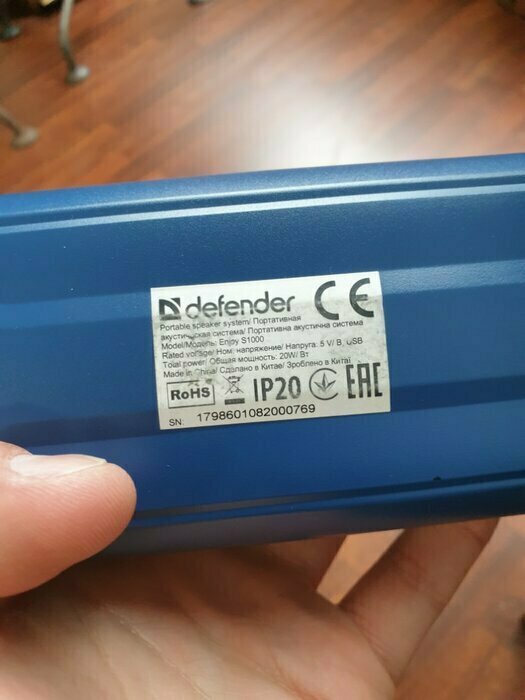 defender CE
Portable speaker system/ Портативная
акустическая система/ Портативна акустична система
Model/Модель: Enjoy S1000
Rated voltage/ Ном. напряжение/ Напруга: 5 V/ В, USB
Total power/ Общая мощность: 20W/ Вт
Made in China/ Сделано в Китае/ Зроблено в Китаї
RoHS IP20 EAC
SN: 1798601082000769